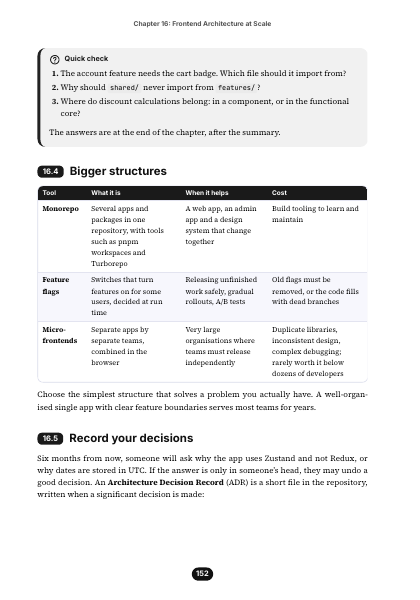 Chapter 16: Frontend Architecture at Scale
Quick check
1. The account feature needs the cart badge. Which file should it import from?
2. Why should shared/ never import from features/ ?
3. Where do discount calculations belong: in a component, or in the functional
core?
The answers are at the end of the chapter, after the summary.
16.4 Bigger structures
Tool What it is When it helps Cost
Monorepo
Several apps and
packages in one
repository, with tools
such as pnpm
workspaces and
Turborepo
A web app, an admin
app and a design
system that change
together
Build tooling to learn and
maintain
Feature
flags
Switches that turn
features on for some
users, decided at run
time
Releasing unfinished
work safely, gradual
rollouts, A/B tests
Old flags must be
removed, or the code fills
with dead branches
Micro-
frontends
Separate apps by
separate teams,
combined in the
browser
Very large
organisations where
teams must release
independently
Duplicate libraries,
inconsistent design,
complex debugging;
rarely worth it below
dozens of developers
Choose the simplest structure that solves a problem you actually have. A well-organ-
ised single app with clear feature boundaries serves most teams for years.
16.5 Record your decisions
Six months from now, someone will ask why the app uses Zustand and not Redux, or
why dates are stored in UTC. If the answer is only in someone's head, they may undo a
good decision. An Architecture Decision Record (ADR) is a short file in the repository,
written when a significant decision is made:
152